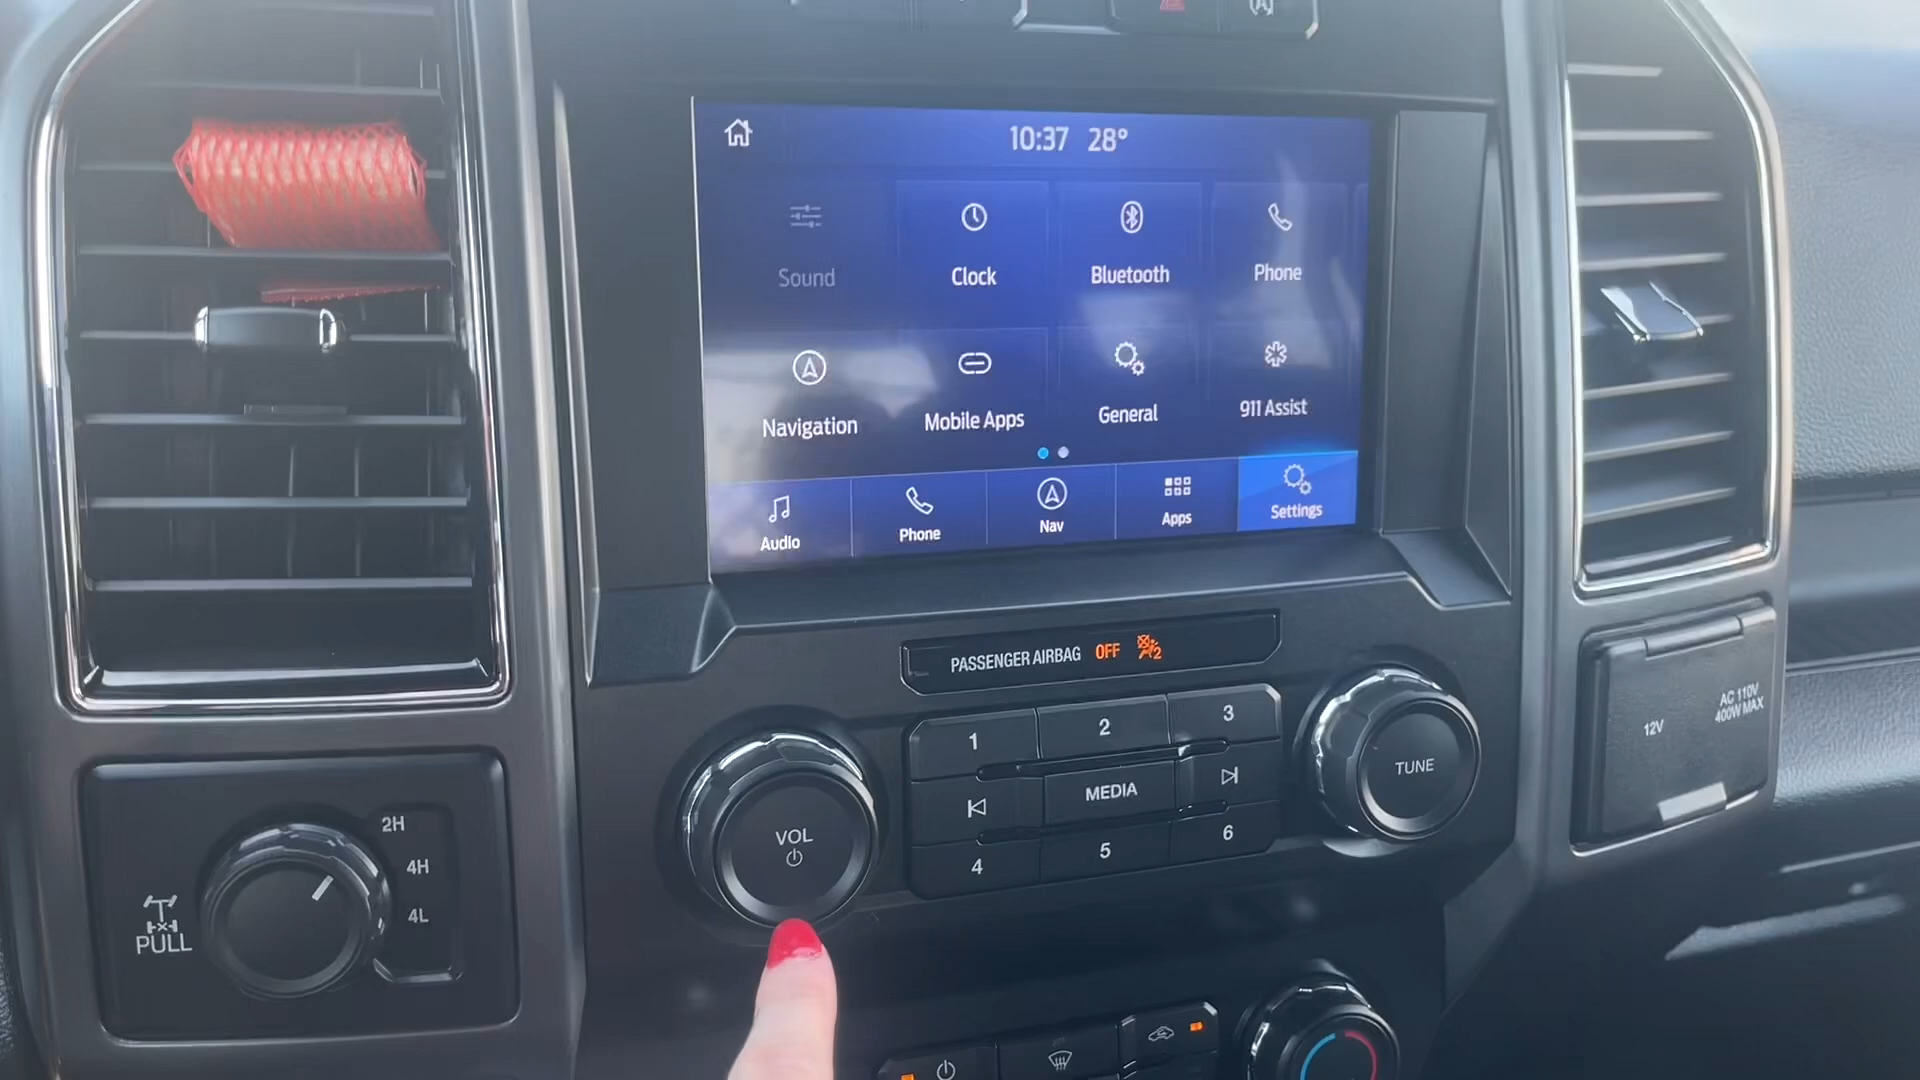 10:37 28°
Sound
Clock
Bluetooth
Phone
Navigation
Mobile Apps
General
911 Assist
Audio
Phone
Nav
Apps
Settings
PASSENGER AIRBAG OFF 2
1
2
3
MEDIA
4
5
6
VOL
TUNE
12V
AC 110V
400W MAX
2H
4H
4L
PULL